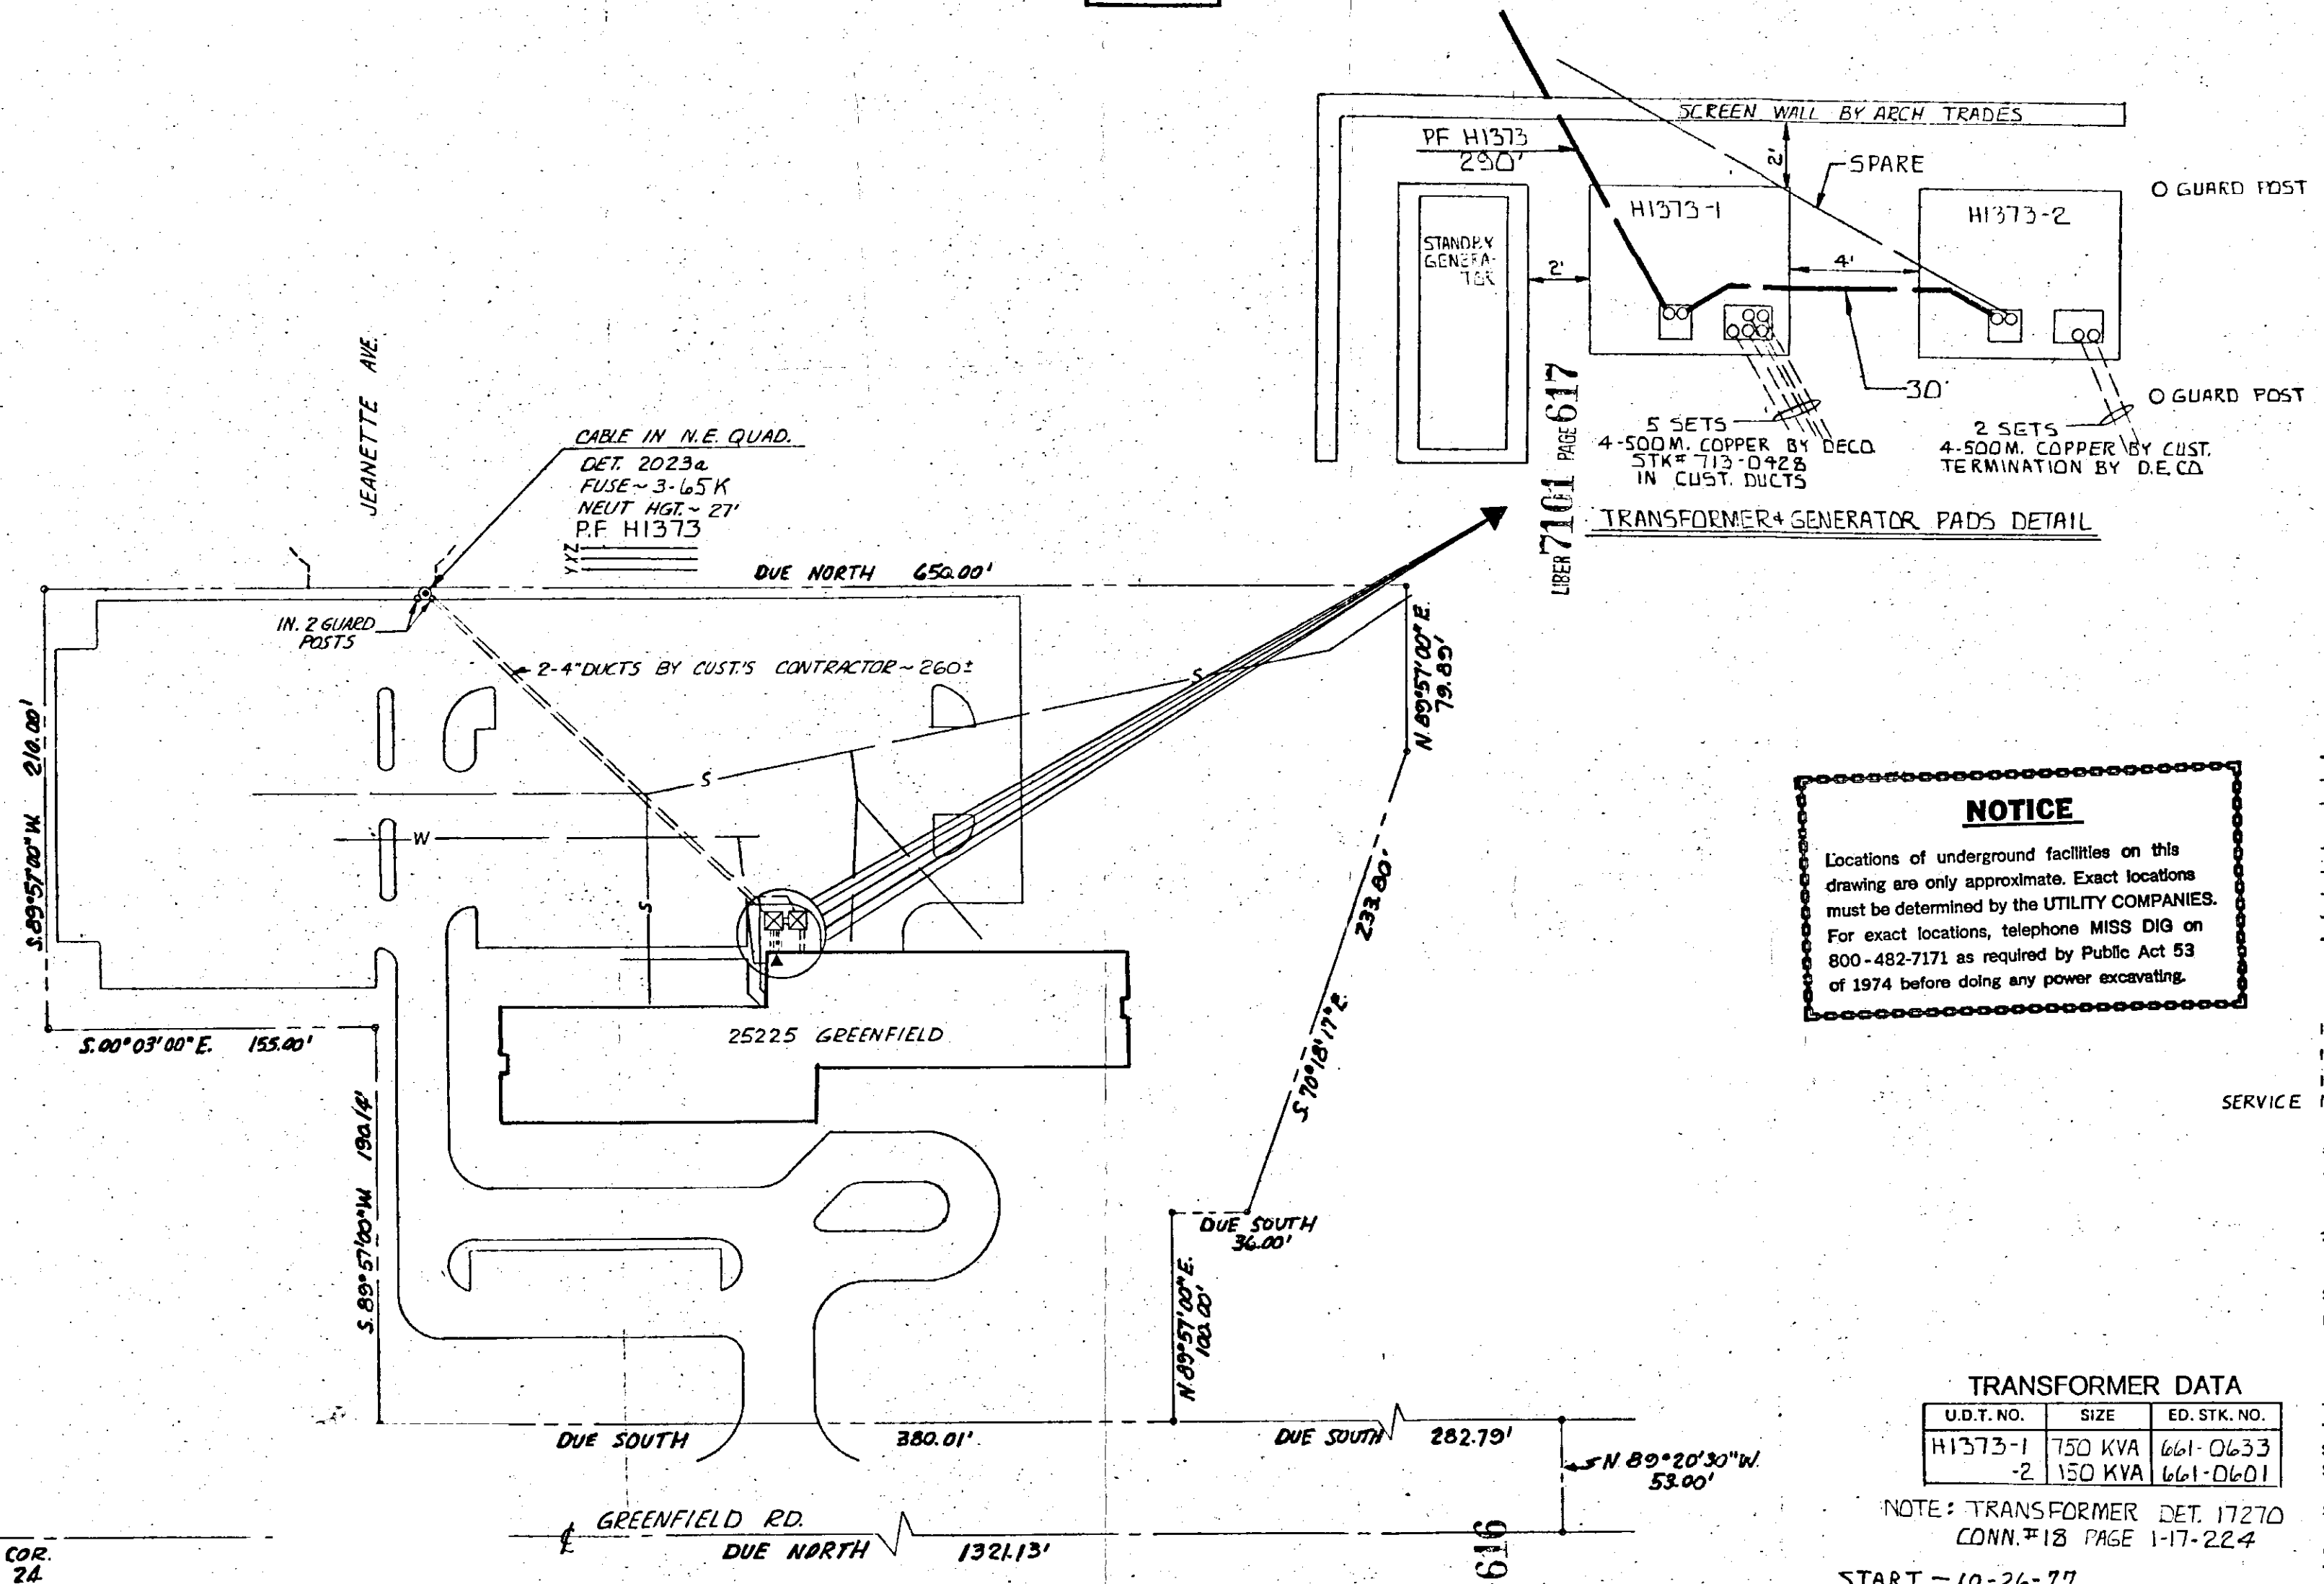 SCREEN WALL BY ARCH TRADES
PF H1373
290'
2'
SPARE
O GUARD POST
H1373-1
H1373-2
STANDBY
GENERA-
TOR
2'
4'
30'
O GUARD POST
5 SETS
4-500M. COPPER BY DECO
STK# 713-0428
IN CUST. DUCTS
2 SETS
4-500M. COPPER BY CUST.
TERMINATION BY D.E.CO.
TRANSFORMER & GENERATOR PADS DETAIL
LIBER 7101 PAGE 617
JEANETTE AVE.
CABLE IN N.E. QUAD.
DET. 2023a
FUSE ~ 3-65K
NEUT HGT. ~ 27'
P.F. H1373
YXZ
DUE NORTH 650.00'
IN. 2 GUARD
POSTS
2-4" DUCTS BY CUST.'S CONTRACTOR ~ 260±
S
N.89°57'00"E.
79.89'
S.89°57'00"W. 210.00'
S
W
S
233.80'
S.70°18'17"E.
25225 GREENFIELD
S.00°03'00"E. 155.00'
S.89°57'00"W 190.14'
DUE SOUTH
36.00'
N.89°57'00"E.
100.00'
NOTICE
Locations of underground facilities on this
drawing are only approximate. Exact locations
must be determined by the UTILITY COMPANIES.
For exact locations, telephone MISS DIG on
800-482-7171 as required by Public Act 53
of 1974 before doing any power excavating.
SERVICE
DUE SOUTH 380.01'
DUE SOUTH 282.79'
N.89°20'30"W.
53.00'
GREENFIELD RD.
DUE NORTH 1321.13'
616
COR.
24
TRANSFORMER DATA
U.D.T. NO. SIZE ED. STK. NO.
H1373-1 750 KVA 661-0633
-2 150 KVA 661-0601
NOTE: TRANSFORMER DET. 17270
CONN.#18 PAGE 1-17-224
START - 10-26-77